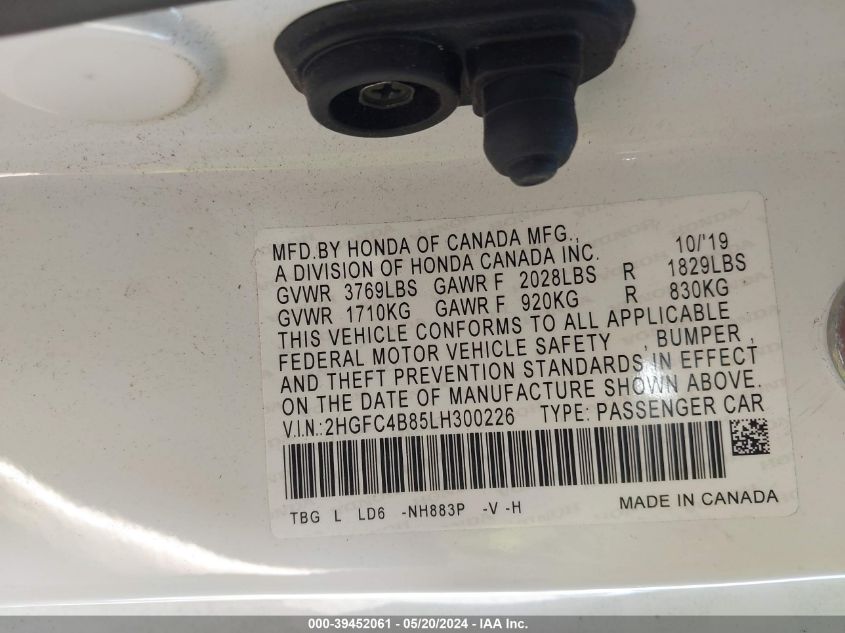 MFD.BY HONDA OF CANADA MFG., 10/'19
A DIVISION OF HONDA CANADA INC.
GVWR 3769LBS GAWR F 2028LBS R 1829LBS
GVWR 1710KG GAWR F 920KG R 830KG
THIS VEHICLE CONFORMS TO ALL APPLICABLE
FEDERAL MOTOR VEHICLE SAFETY , BUMPER ,
AND THEFT PREVENTION STANDARDS IN EFFECT
ON THE DATE OF MANUFACTURE SHOWN ABOVE.
V.I.N.:2HGFC4B85LH300226 TYPE: PASSENGER CAR
TBG L LD6 -NH883P -V -H MADE IN CANADA
000-39452061 - 05/20/2024 - IAA Inc.